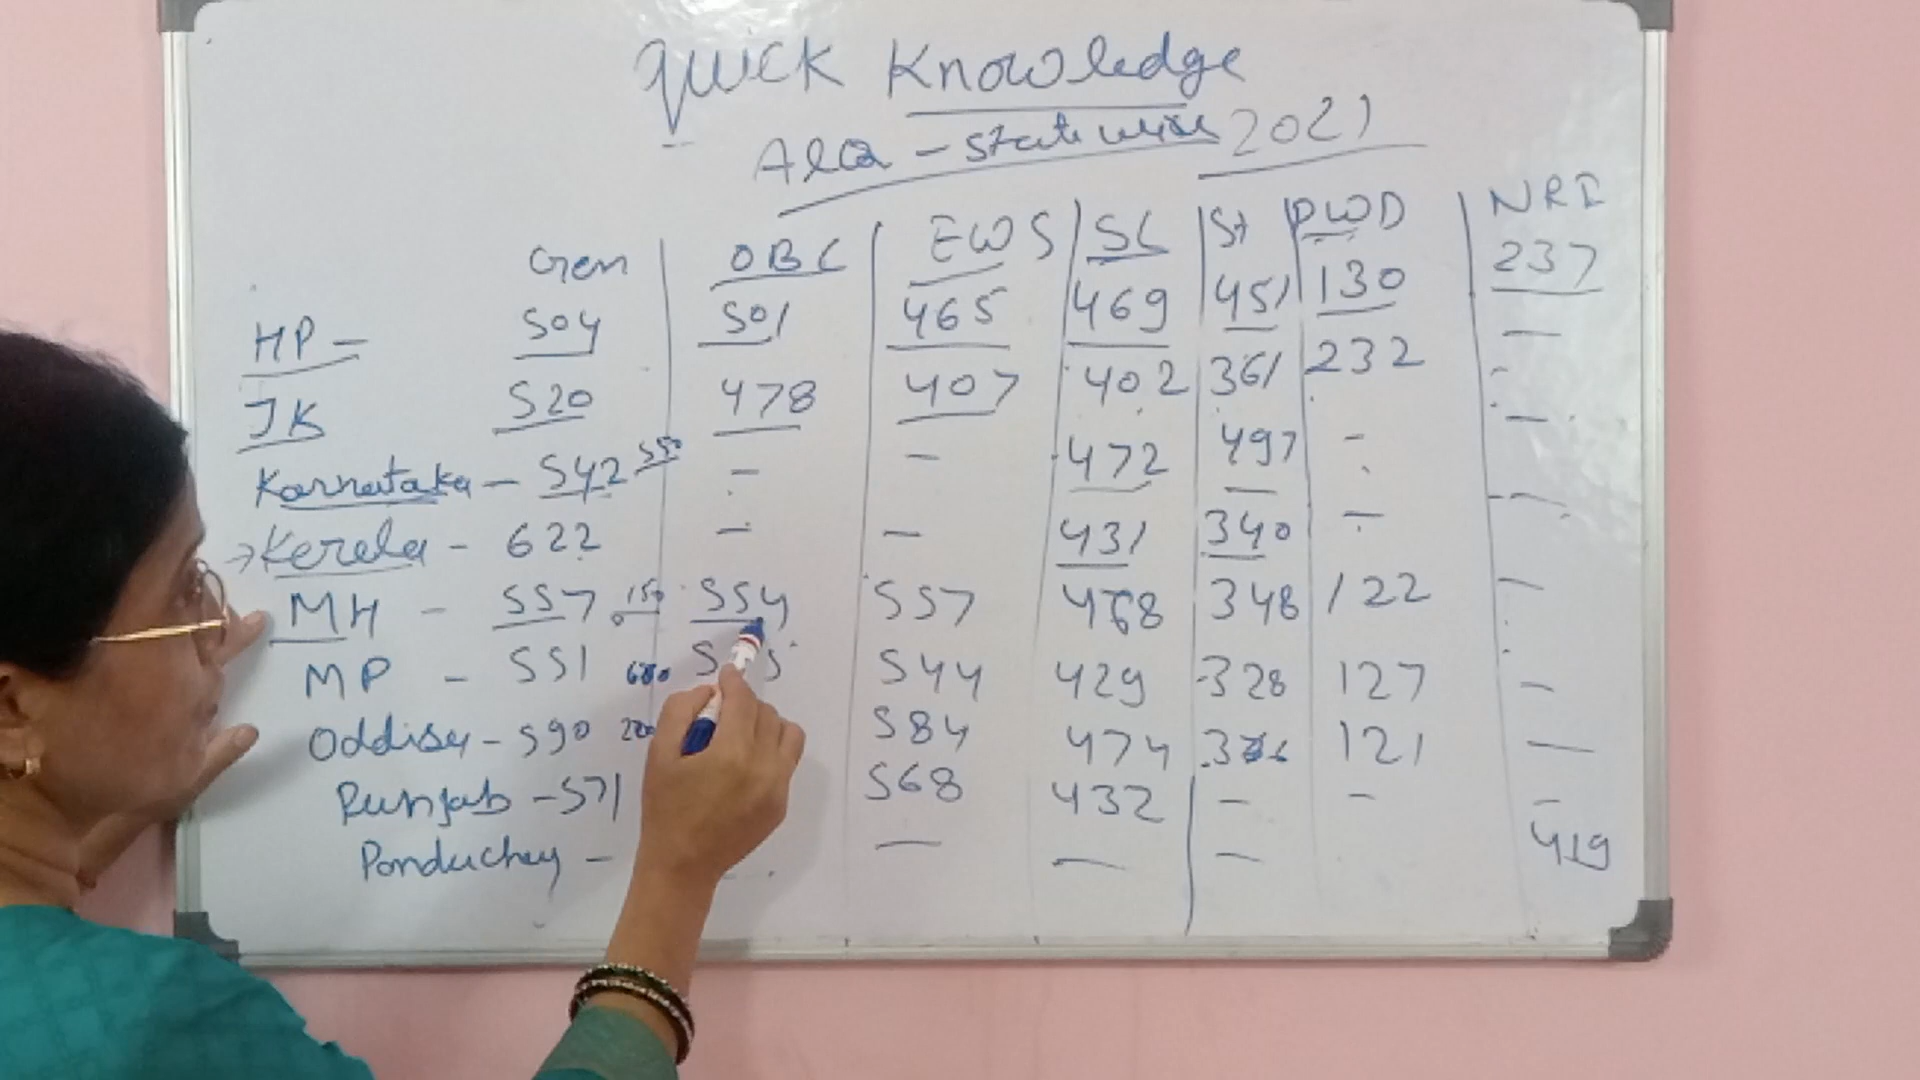 Quick Knowledge
AIQ - State wise 2021
Gen OBC EWS SC St PWD NRI
HP - 504 501 465 469 451 130 237
JK 520 478 407 402 361 232 -
Karnataka - 542 550 - - 472 497 - -
Kerela - 622 - - 431 340 - -
MH - 557 150 554 557 468 348 122 -
MP - 551 544 429 328 127 -
Oddisa - 590 584 474 121 -
Punjab - 571 568 432 - - -
Ponduchey - - - - 419